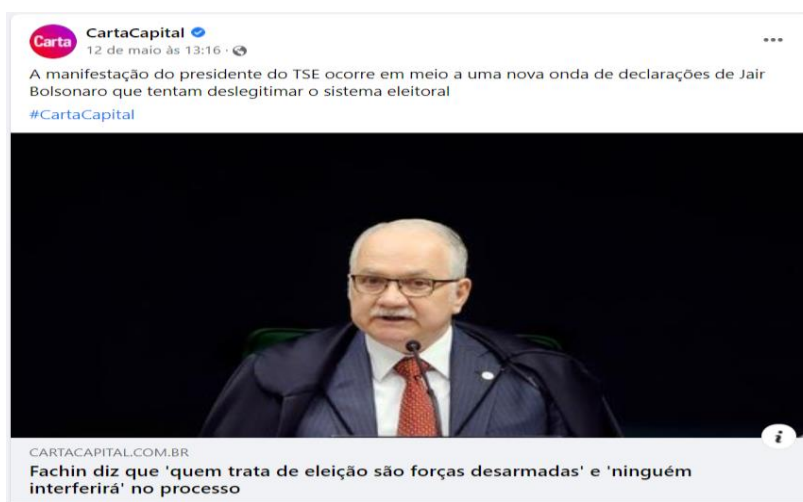 Carta
CartaCapital
12 de maio às 13:16 ·
A manifestação do presidente do TSE ocorre em meio a uma nova onda de declarações de Jair
Bolsonaro que tentam deslegitimar o sistema eleitoral
#CartaCapital
CARTACAPITAL.COM.BR
Fachin diz que 'quem trata de eleição são forças desarmadas' e 'ninguém
interferirá' no processo